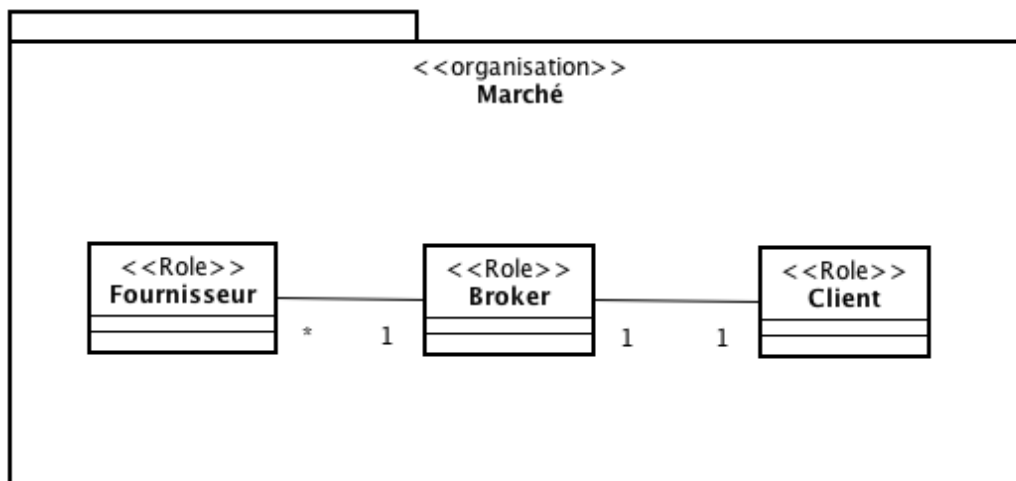 <<organisation>>
Marché
<<Role>>
Fournisseur
<<Role>>
Broker
<<Role>>
Client
* 1 1 1